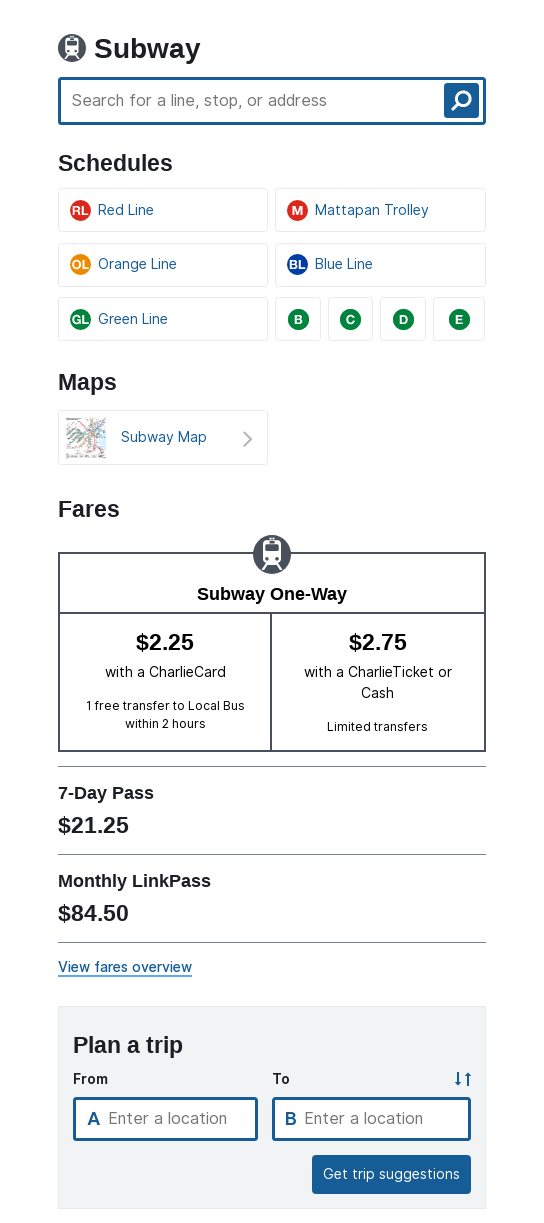 Subway
Search for a line, stop, or address
Schedules
RL Red Line
M Mattapan Trolley
OL Orange Line
BL Blue Line
GL Green Line
B
C
D
E
Maps
Subway Map
Fares
Subway One-Way
$2.25
with a CharlieCard
1 free transfer to Local Bus
within 2 hours
$2.75
with a CharlieTicket or
Cash
Limited transfers
7-Day Pass
$21.25
Monthly LinkPass
$84.50
View fares overview
Plan a trip
From
A Enter a location
To
B Enter a location
Get trip suggestions